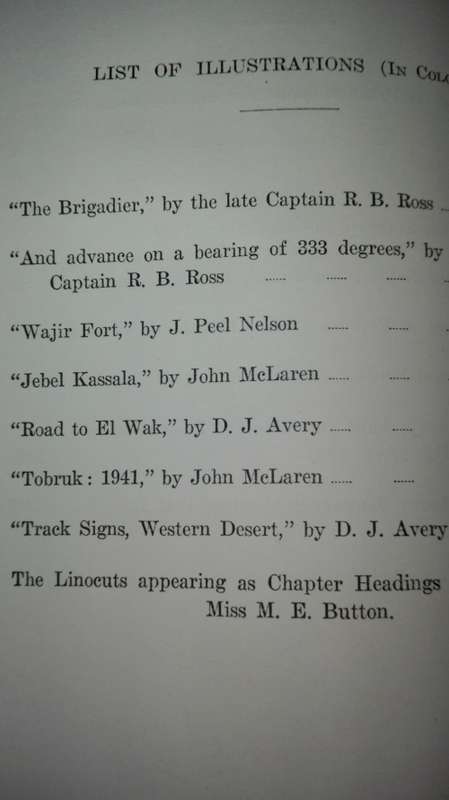 LIST OF ILLUSTRATIONS (IN COLO
"The Brigadier," by the late Captain R. B. Ross ..
"And advance on a bearing of 333 degrees," by
Captain R. B. Ross ...... ...... ......
"Wajir Fort," by J. Peel Nelson ...... ......
"Jebel Kassala," by John McLaren ...... ......
"Road to El Wak," by D. J. Avery ...... ......
"Tobruk: 1941," by John McLaren ...... ......
"Track Signs, Western Desert," by D. J. Avery
The Linocuts appearing as Chapter Headings
Miss M. E. Button.